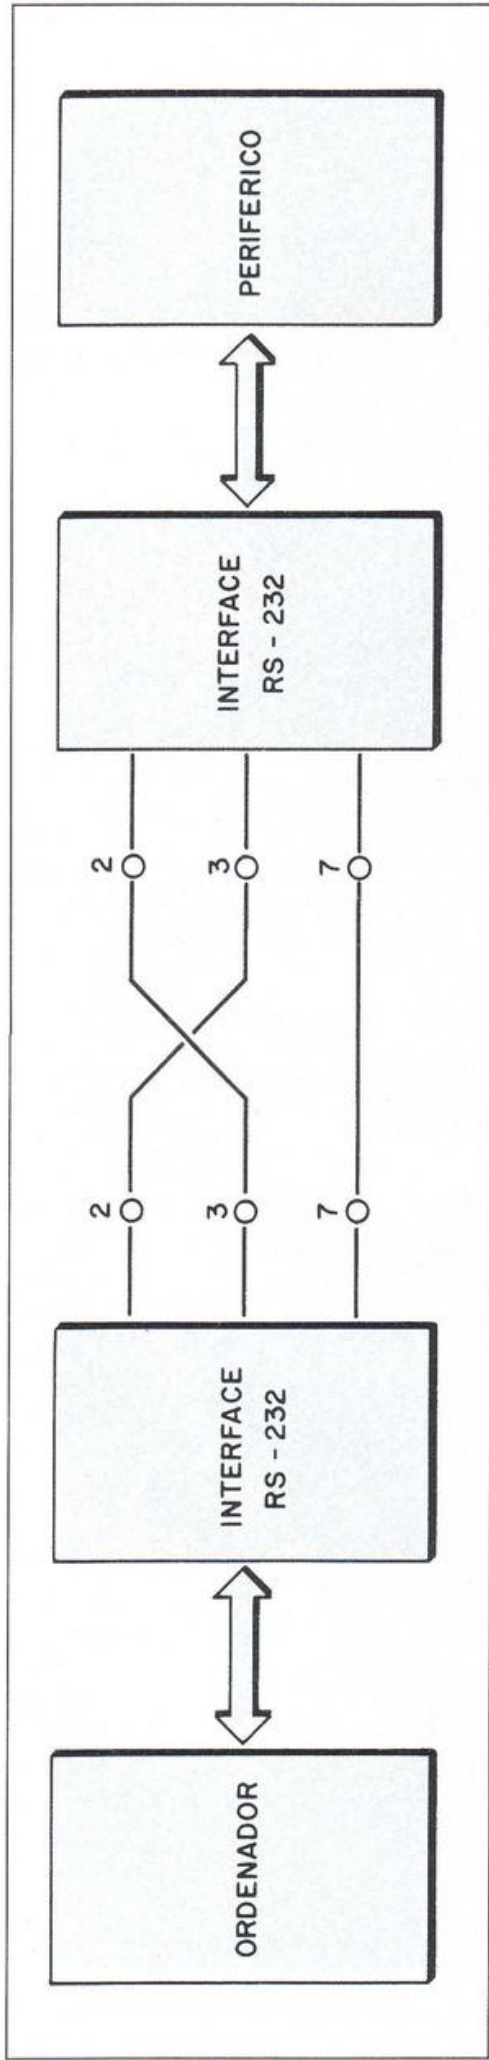 ORDENADOR
INTERFACE
RS - 232
2
3
7
2
3
7
INTERFACE
RS - 232
PERIFERICO